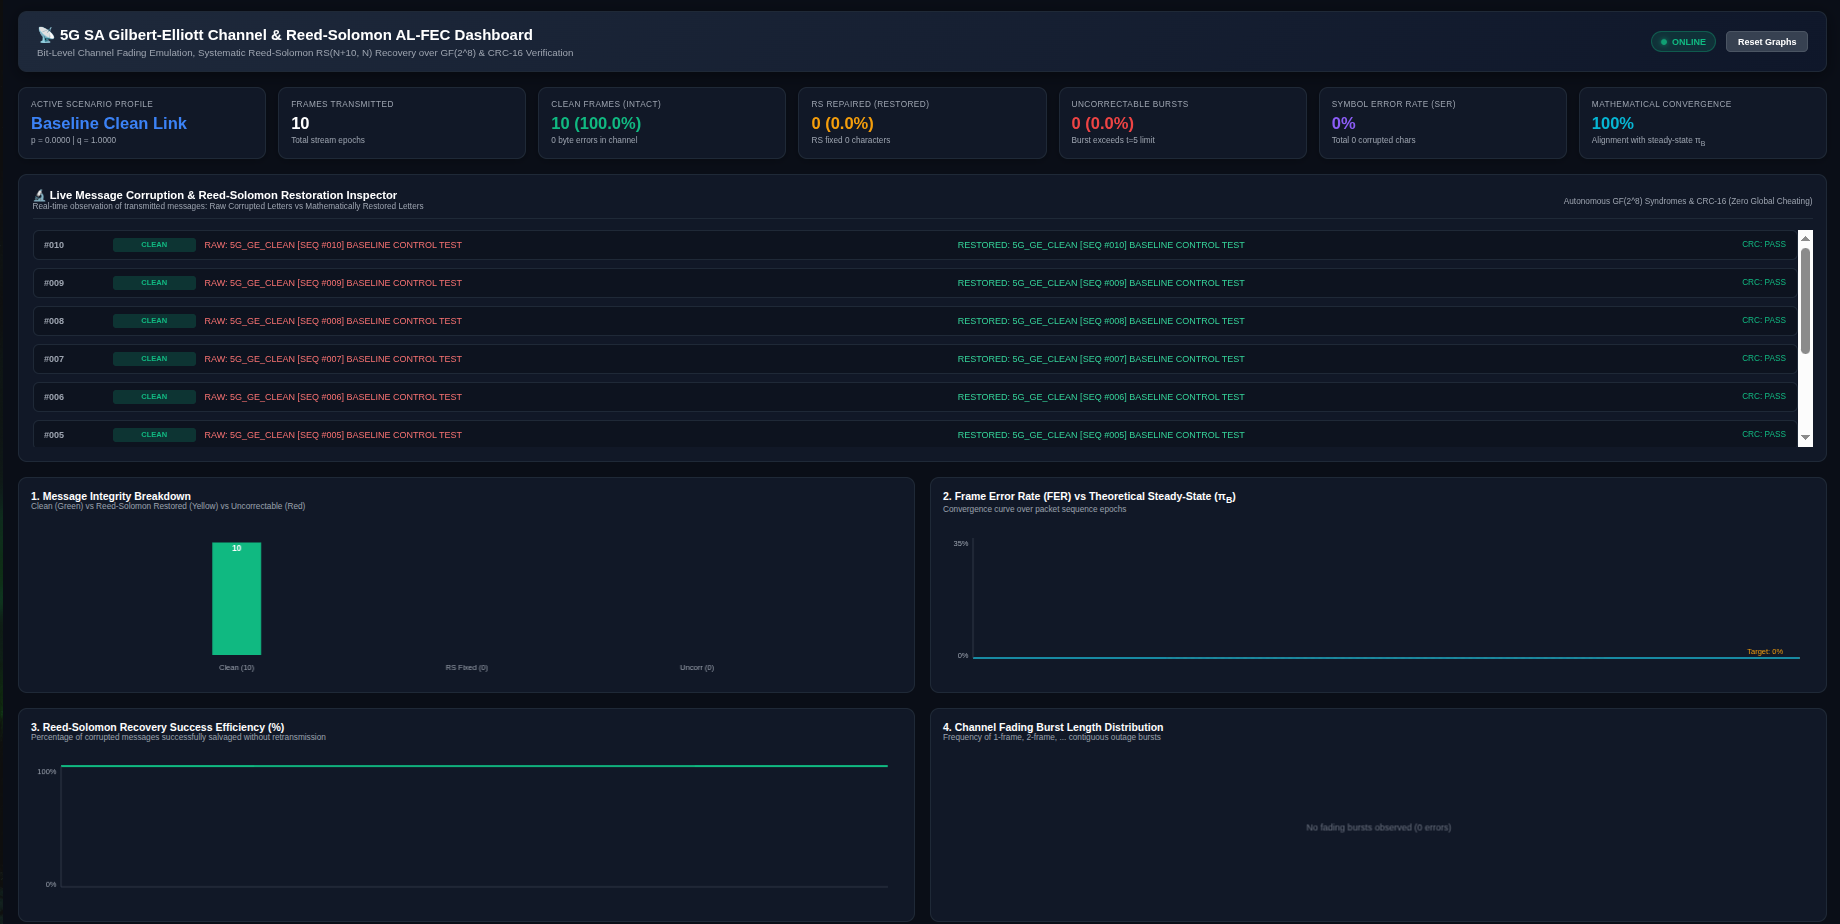 📡 5G SA Gilbert-Elliott Channel & Reed-Solomon AL-FEC Dashboard
Bit-Level Channel Fading Emulation, Systematic Reed-Solomon RS(N+10, N) Recovery over GF(2^8) & CRC-16 Verification
ONLINE
Reset Graphs
ACTIVE SCENARIO PROFILE
Baseline Clean Link
p = 0.0000 | q = 1.0000
FRAMES TRANSMITTED
10
Total stream epochs
CLEAN FRAMES (INTACT)
10 (100.0%)
0 byte errors in channel
RS REPAIRED (RESTORED)
0 (0.0%)
RS fixed 0 characters
UNCORRECTABLE BURSTS
0 (0.0%)
Burst exceeds t=5 limit
SYMBOL ERROR RATE (SER)
0%
Total 0 corrupted chars
MATHEMATICAL CONVERGENCE
100%
Alignment with steady-state πB
🔬 Live Message Corruption & Reed-Solomon Restoration Inspector
Real-time observation of transmitted messages: Raw Corrupted Letters vs Mathematically Restored Letters
Autonomous GF(2^8) Syndromes & CRC-16 (Zero Global Cheating)
#010 CLEAN RAW: 5G_GE_CLEAN [SEQ #010] BASELINE CONTROL TEST RESTORED: 5G_GE_CLEAN [SEQ #010] BASELINE CONTROL TEST CRC: PASS
#009 CLEAN RAW: 5G_GE_CLEAN [SEQ #009] BASELINE CONTROL TEST RESTORED: 5G_GE_CLEAN [SEQ #009] BASELINE CONTROL TEST CRC: PASS
#008 CLEAN RAW: 5G_GE_CLEAN [SEQ #008] BASELINE CONTROL TEST RESTORED: 5G_GE_CLEAN [SEQ #008] BASELINE CONTROL TEST CRC: PASS
#007 CLEAN RAW: 5G_GE_CLEAN [SEQ #007] BASELINE CONTROL TEST RESTORED: 5G_GE_CLEAN [SEQ #007] BASELINE CONTROL TEST CRC: PASS
#006 CLEAN RAW: 5G_GE_CLEAN [SEQ #006] BASELINE CONTROL TEST RESTORED: 5G_GE_CLEAN [SEQ #006] BASELINE CONTROL TEST CRC: PASS
#005 CLEAN RAW: 5G_GE_CLEAN [SEQ #005] BASELINE CONTROL TEST RESTORED: 5G_GE_CLEAN [SEQ #005] BASELINE CONTROL TEST CRC: PASS
1. Message Integrity Breakdown
Clean (Green) vs Reed-Solomon Restored (Yellow) vs Uncorrectable (Red)
10
Clean (10)
RS Fixed (0)
Uncorr (0)
2. Frame Error Rate (FER) vs Theoretical Steady-State (πB)
Convergence curve over packet sequence epochs
35%
0%
Target: 0%
3. Reed-Solomon Recovery Success Efficiency (%)
Percentage of corrupted messages successfully salvaged without retransmission
100%
0%
4. Channel Fading Burst Length Distribution
Frequency of 1-frame, 2-frame, ... contiguous outage bursts
No fading bursts observed (0 errors)